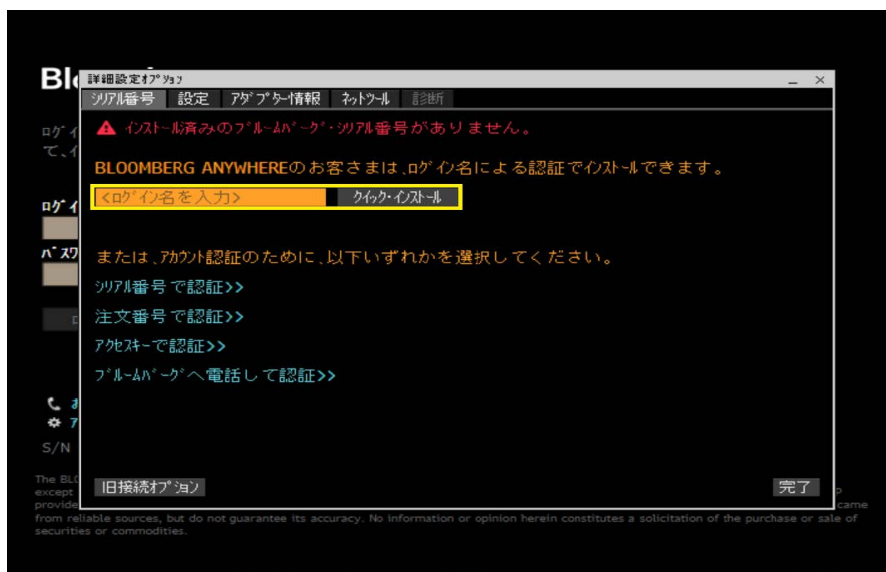 詳細設定ｵﾌﾟｼｮﾝ
ｼﾘｱﾙ番号 設定 ｱﾀﾞﾌﾟﾀｰ情報 ﾈｯﾄﾂｰﾙ 診断
ｲﾝｽﾄｰﾙ済みのﾌﾞﾙｰﾑﾊﾞｰｸﾞ･ｼﾘｱﾙ番号がありません。
BLOOMBERG ANYWHEREのお客さまは､ﾛｸﾞｲﾝ名による認証でｲﾝｽﾄｰﾙできます。
<ﾛｸﾞｲﾝ名を入力> ｸｲｯｸ･ｲﾝｽﾄｰﾙ
または､ｱｶｳﾝﾄ認証のために､以下いずれかを選択してください。
ｼﾘｱﾙ番号で認証>>
注文番号で認証>>
ｱｸｾｽｷｰで認証>>
ﾌﾞﾙｰﾑﾊﾞｰｸﾞへ電話して認証>>
S/N
旧接続ｵﾌﾟｼｮﾝ 完了
The BL
except
provide came
from reliable sources, but do not guarantee its accuracy. No information or opinion herein constitutes a solicitation of the purchase or sale of
securities or commodities.